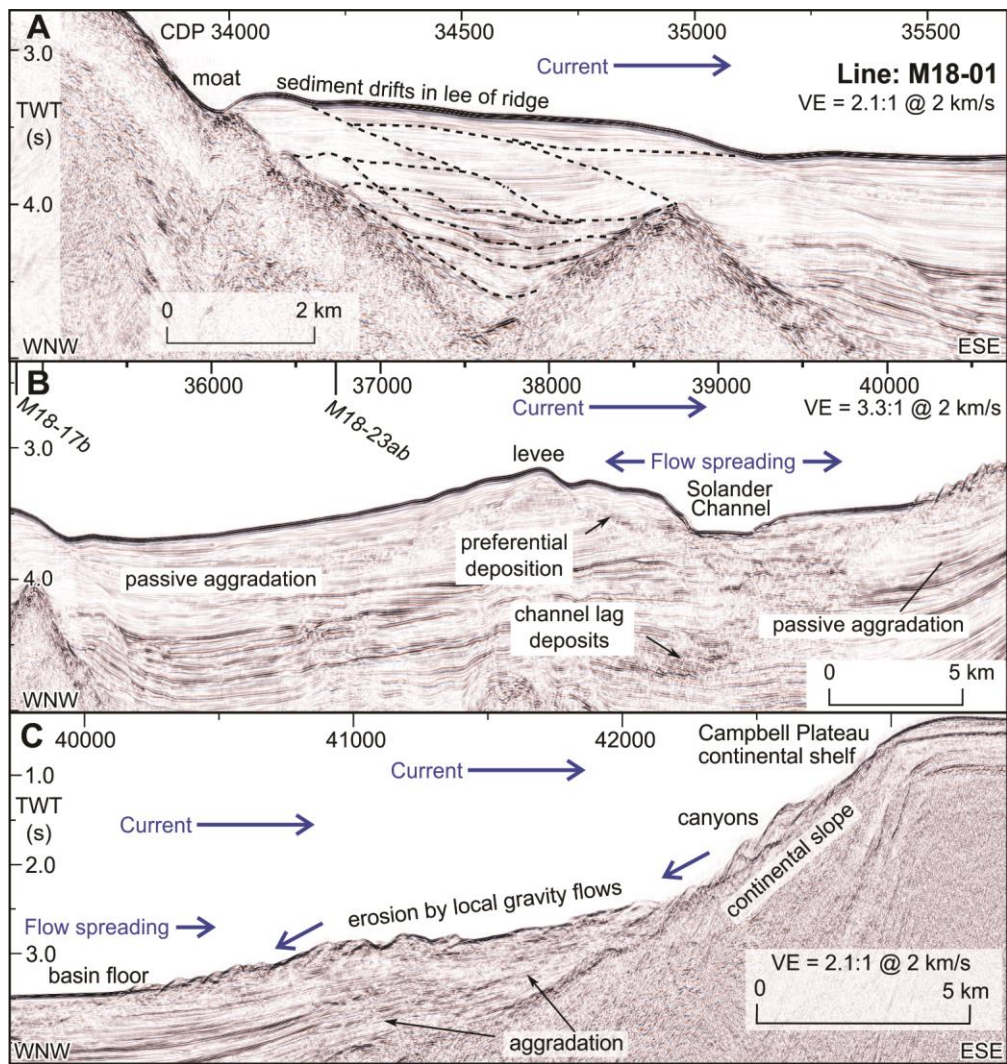 A
CDP 34000 34500 35000 35500
3.0
TWT
(s)
4.0
moat
sediment drifts in lee of ridge
Current
Line: M18-01
VE = 2.1:1 @ 2 km/s
0 2 km
WNW ESE
B
36000 37000 38000 39000 40000
M18-17b
M18-23ab
Current
VE = 3.3:1 @ 2 km/s
3.0
levee
Flow spreading
Solander
Channel
preferential
deposition
4.0
passive aggradation
channel lag
deposits
passive aggradation
0 5 km
WNW
C
40000 41000 42000
Campbell Plateau
continental shelf
Current
1.0
TWT
(s)
Current
canyons
2.0
continental slope
erosion by local gravity flows
Flow spreading
3.0
basin floor
VE = 2.1:1 @ 2 km/s
0 5 km
aggradation
WNW ESE